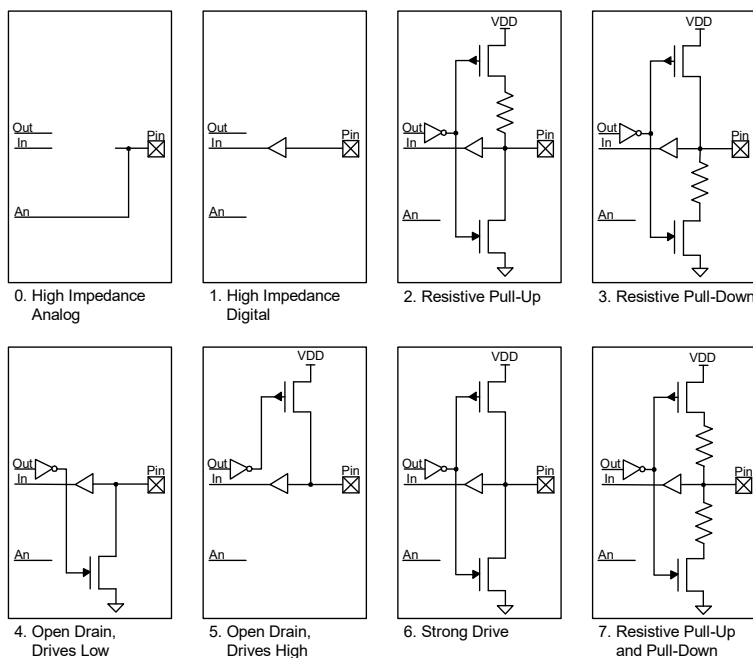 Out
In
Pin
An
0. High Impedance
Analog
Out
In
Pin
An
1. High Impedance
Digital
VDD
Out
In
Pin
An
2. Resistive Pull-Up
VDD
Out
In
Pin
An
3. Resistive Pull-Down
Out
In
Pin
An
4. Open Drain,
Drives Low
VDD
Out
In
Pin
An
5. Open Drain,
Drives High
VDD
Out
In
Pin
An
6. Strong Drive
VDD
Out
In
Pin
An
7. Resistive Pull-Up
and Pull-Down